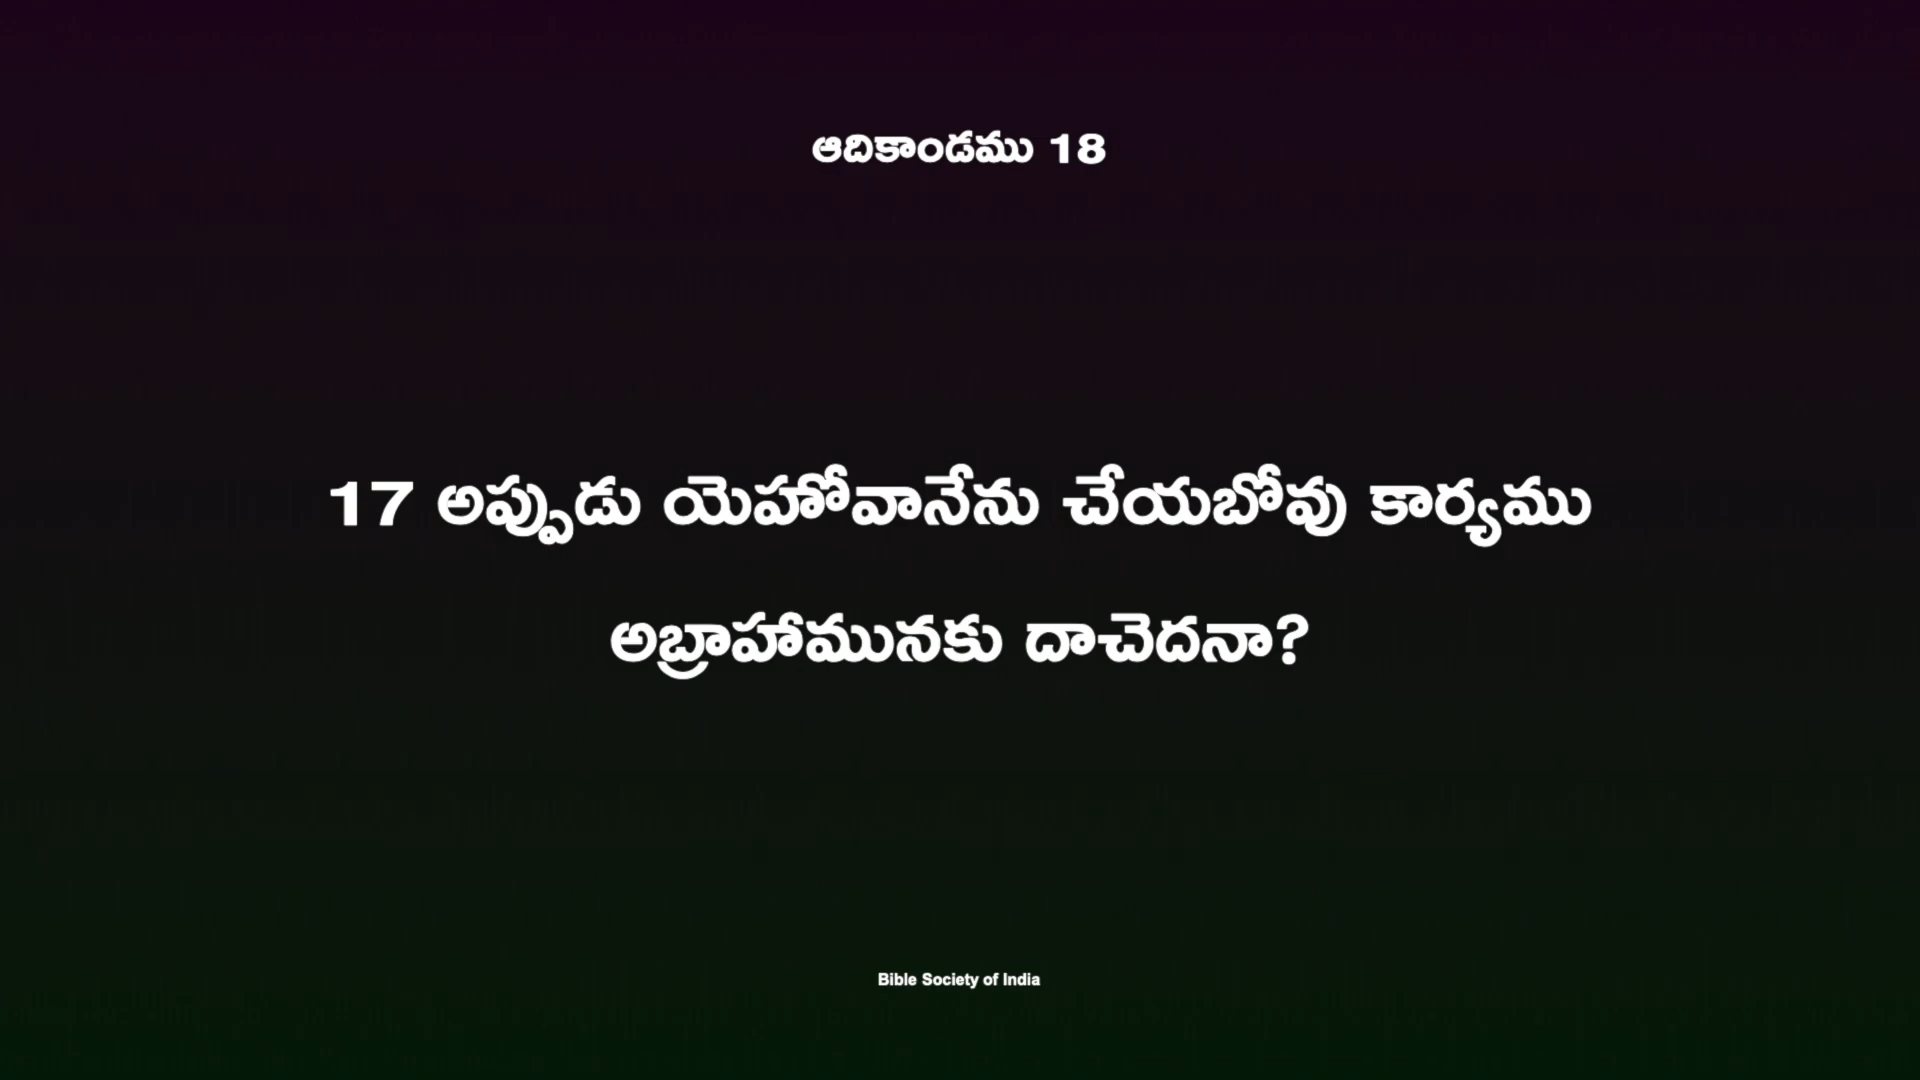 ఆదికాండము 18
17 అప్పుడు యెహోవానేను చేయబోవు కార్యము
అబ్రాహామునకు దాచెదనా?
Bible Society of India